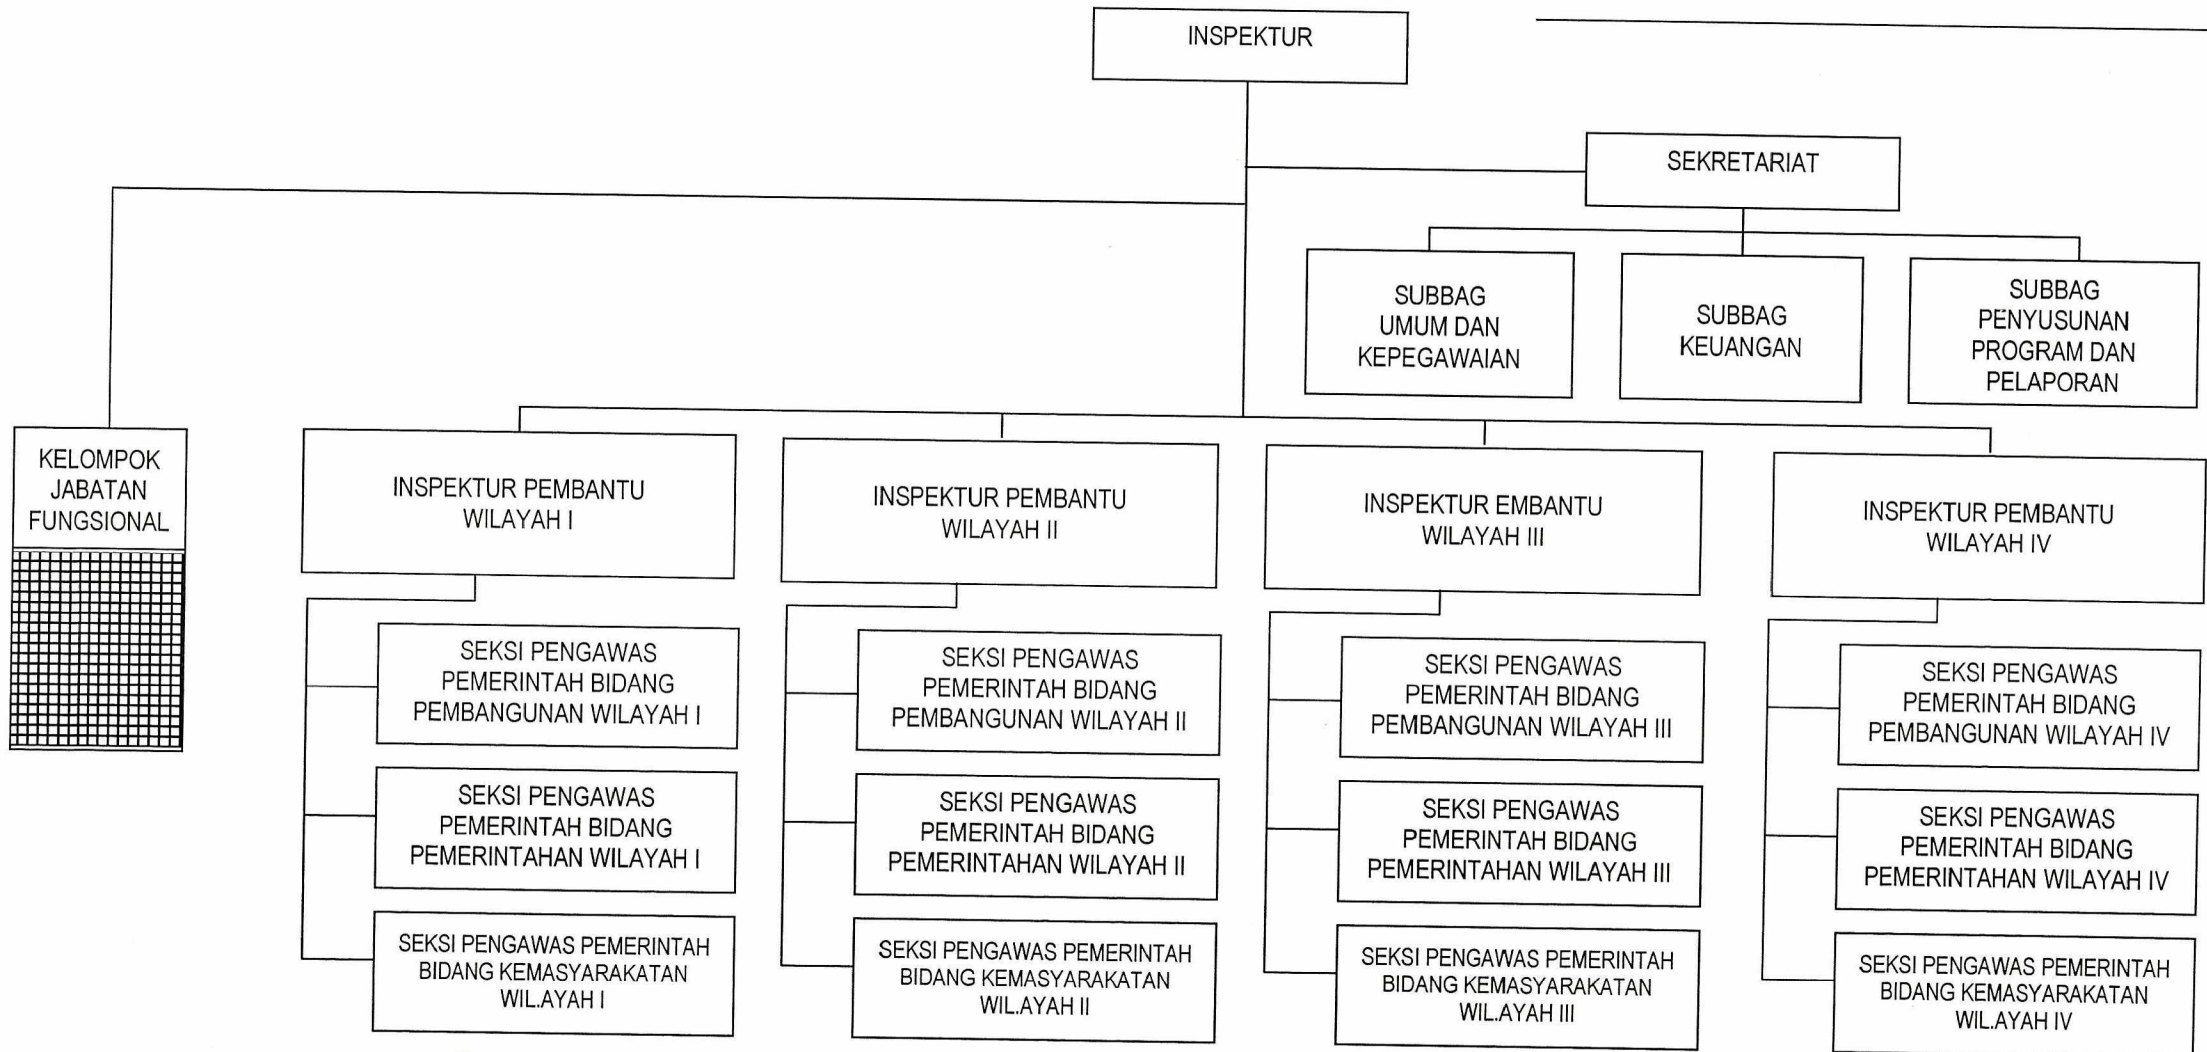 INSPEKTUR
SEKRETARIAT
SUBBAG
UMUM DAN
KEPEGAWAIAN
SUBBAG
KEUANGAN
SUBBAG
PENYUSUNAN
PROGRAM DAN
PELAPORAN
KELOMPOK
JABATAN
FUNGSIONAL
INSPEKTUR PEMBANTU
WILAYAH I
INSPEKTUR PEMBANTU
WILAYAH II
INSPEKTUR EMBANTU
WILAYAH III
INSPEKTUR PEMBANTU
WILAYAH IV
SEKSI PENGAWAS
PEMERINTAH BIDANG
PEMBANGUNAN WILAYAH I
SEKSI PENGAWAS
PEMERINTAH BIDANG
PEMBANGUNAN WILAYAH II
SEKSI PENGAWAS
PEMERINTAH BIDANG
PEMBANGUNAN WILAYAH III
SEKSI PENGAWAS
PEMERINTAH BIDANG
PEMBANGUNAN WILAYAH IV
SEKSI PENGAWAS
PEMERINTAH BIDANG
PEMERINTAHAN WILAYAH I
SEKSI PENGAWAS
PEMERINTAH BIDANG
PEMERINTAHAN WILAYAH II
SEKSI PENGAWAS
PEMERINTAH BIDANG
PEMERINTAHAN WILAYAH III
SEKSI PENGAWAS
PEMERINTAH BIDANG
PEMERINTAHAN WILAYAH IV
SEKSI PENGAWAS PEMERINTAH
BIDANG KEMASYARAKATAN
WIL.AYAH I
SEKSI PENGAWAS PEMERINTAH
BIDANG KEMASYARAKATAN
WIL.AYAH II
SEKSI PENGAWAS PEMERINTAH
BIDANG KEMASYARAKATAN
WIL.AYAH III
SEKSI PENGAWAS PEMERINTAH
BIDANG KEMASYARAKATAN
WIL.AYAH IV